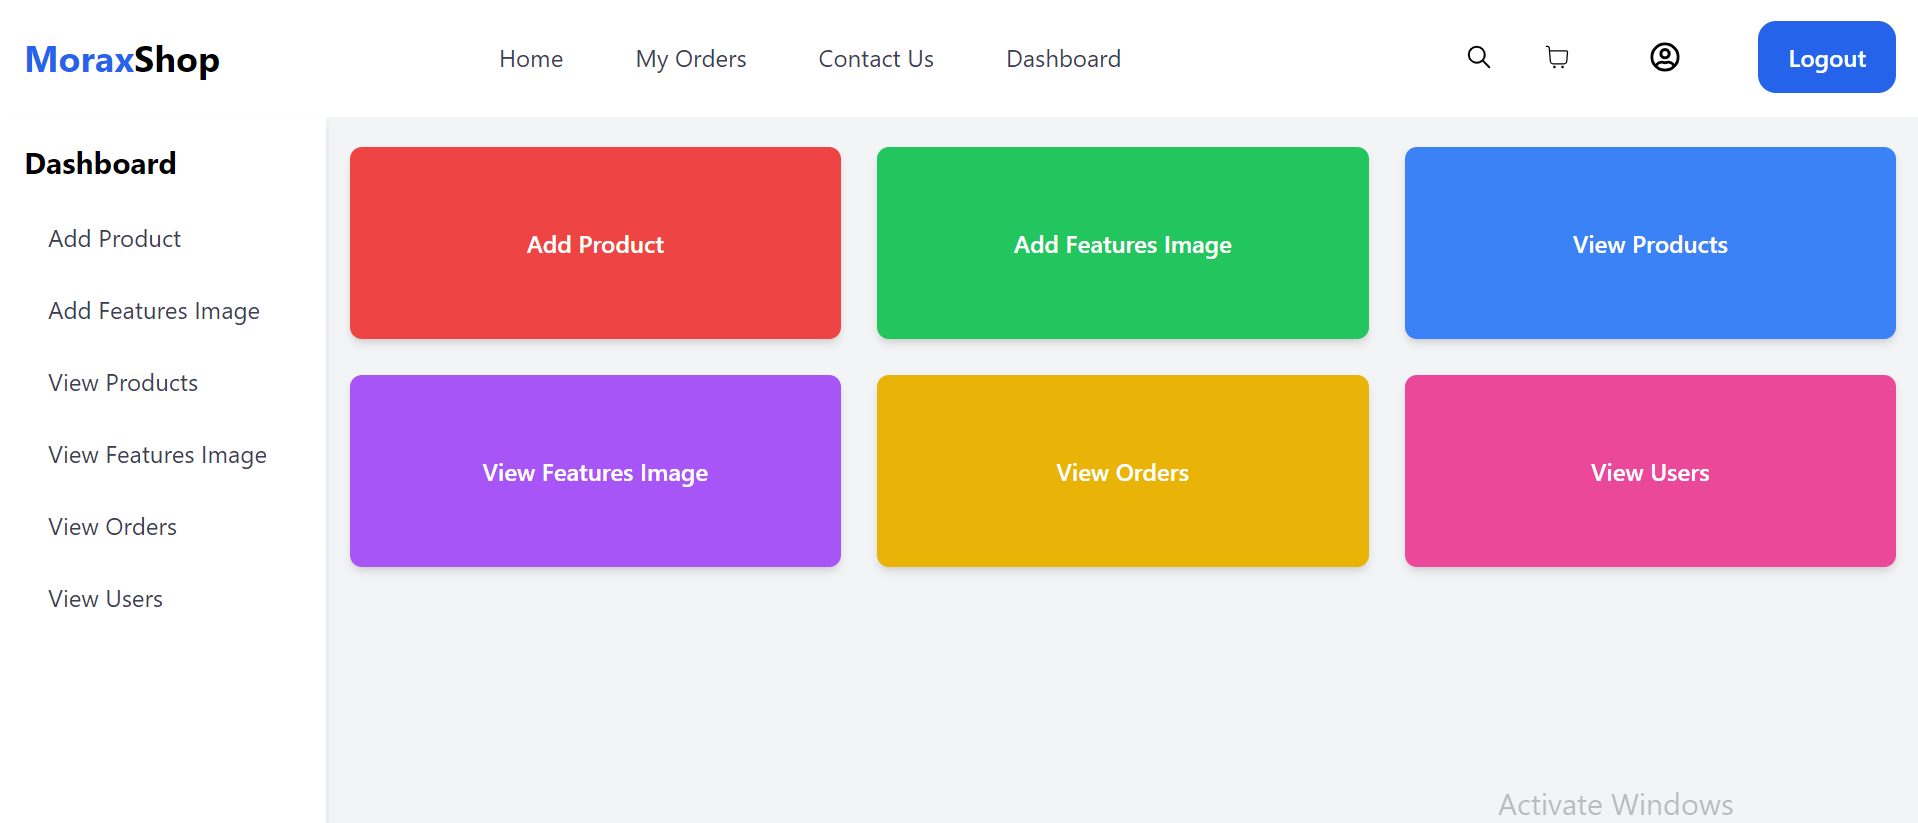 MoraxShop
Home
My Orders
Contact Us
Dashboard
Logout
Dashboard
Add Product
Add Features Image
View Products
View Features Image
View Orders
View Users
Add Product
Add Features Image
View Products
View Features Image
View Orders
View Users
Activate Windows